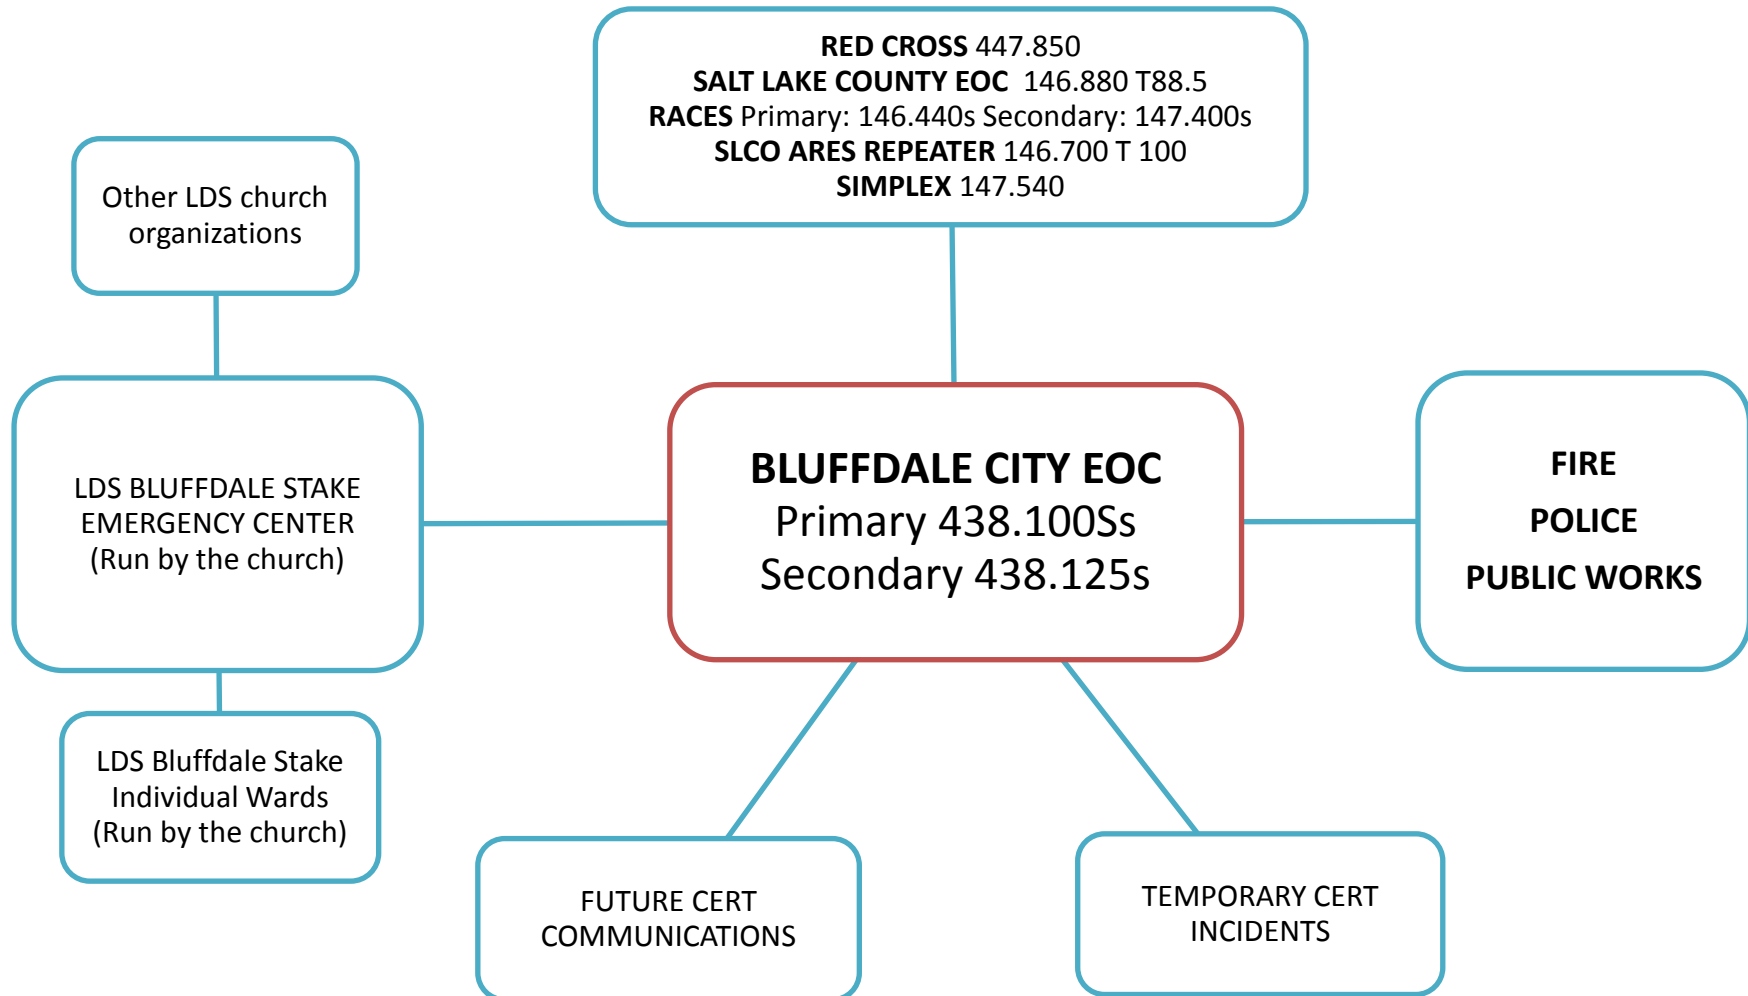 RED CROSS 447.850
SALT LAKE COUNTY EOC  146.880 T88.5
RACES Primary: 146.440s Secondary: 147.400s
SLCO ARES REPEATER 146.700 T 100
SIMPLEX 147.540
Other LDS church
organizations
LDS BLUFFDALE STAKE
EMERGENCY CENTER
(Run by the church)
BLUFFDALE CITY EOC
Primary 438.100Ss
Secondary 438.125s
FIRE
POLICE
PUBLIC WORKS
LDS Bluffdale Stake
Individual Wards
(Run by the church)
FUTURE CERT
COMMUNICATIONS
TEMPORARY CERT
INCIDENTS